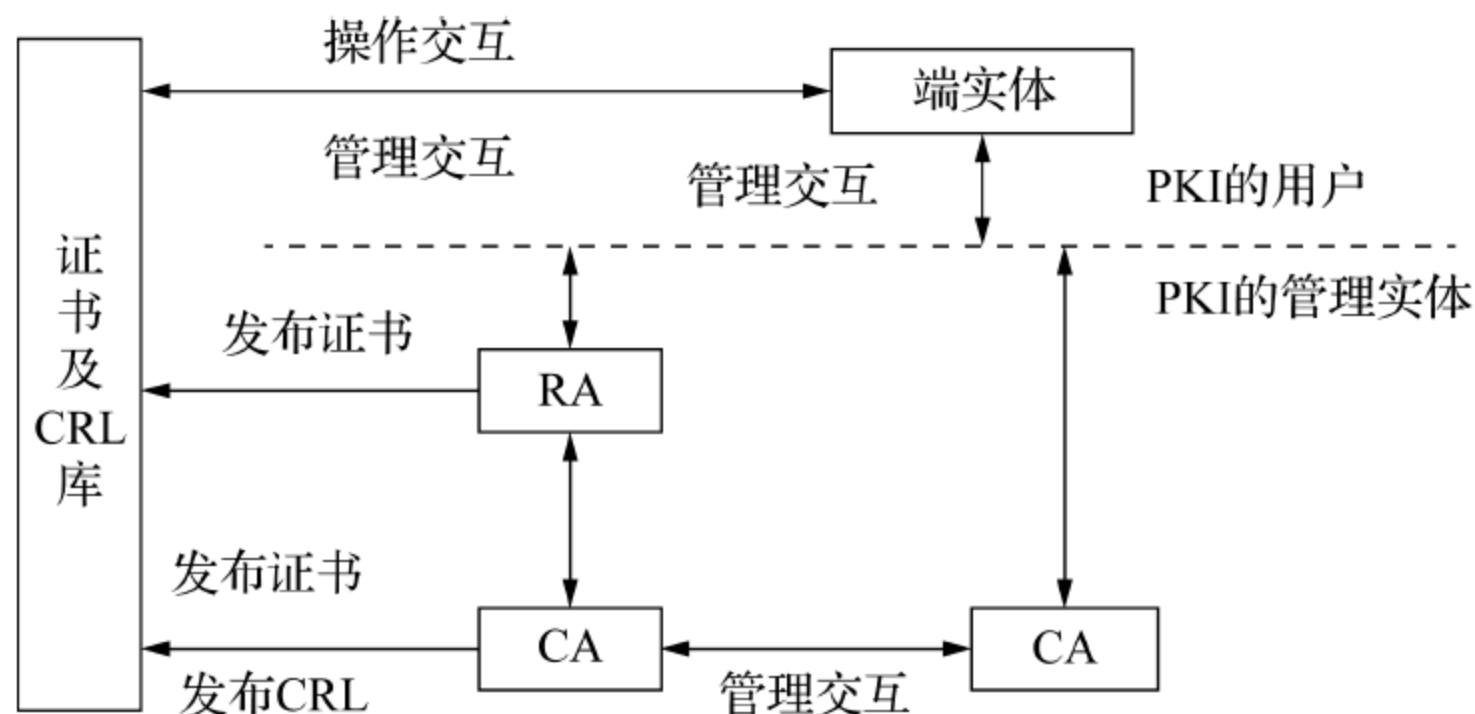 操作交互
端实体
管理交互
管理交互
PKI的用户
证
书
及
CRL
库
PKI的管理实体
发布证书
RA
发布证书
CA
CA
发布CRL
管理交互